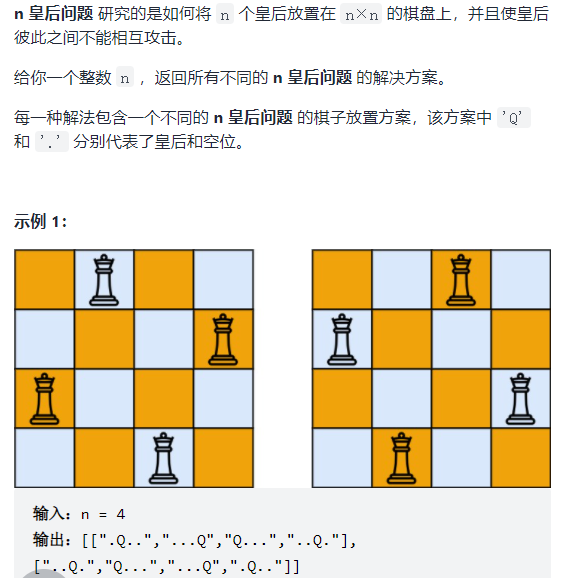 n 皇后问题 研究的是如何将 n 个皇后放置在 n×n 的棋盘上，并且使皇后
彼此之间不能相互攻击。
给你一个整数 n ，返回所有不同的 n 皇后问题 的解决方案。
每一种解法包含一个不同的 n 皇后问题 的棋子放置方案，该方案中 'Q'
和 '.' 分别代表了皇后和空位。
示例 1：
输入：n = 4
输出：[[".Q..","...Q","Q...","..Q."],
["..Q.","Q...","...Q",".Q.."]]